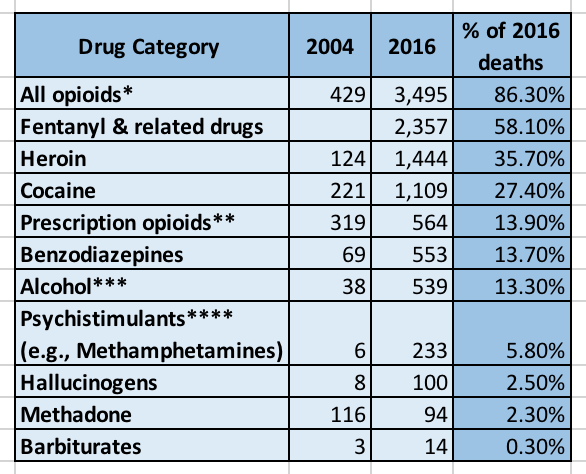 Drug Category 2004 2016 % of 2016 deaths
All opioids* 429 3,495 86.30%
Fentanyl & related drugs 2,357 58.10%
Heroin 124 1,444 35.70%
Cocaine 221 1,109 27.40%
Prescription opioids** 319 564 13.90%
Benzodiazepines 69 553 13.70%
Alcohol*** 38 539 13.30%
Psychistimulants****
(e.g., Methamphetamines) 6 233 5.80%
Hallucinogens 8 100 2.50%
Methadone 116 94 2.30%
Barbiturates 3 14 0.30%